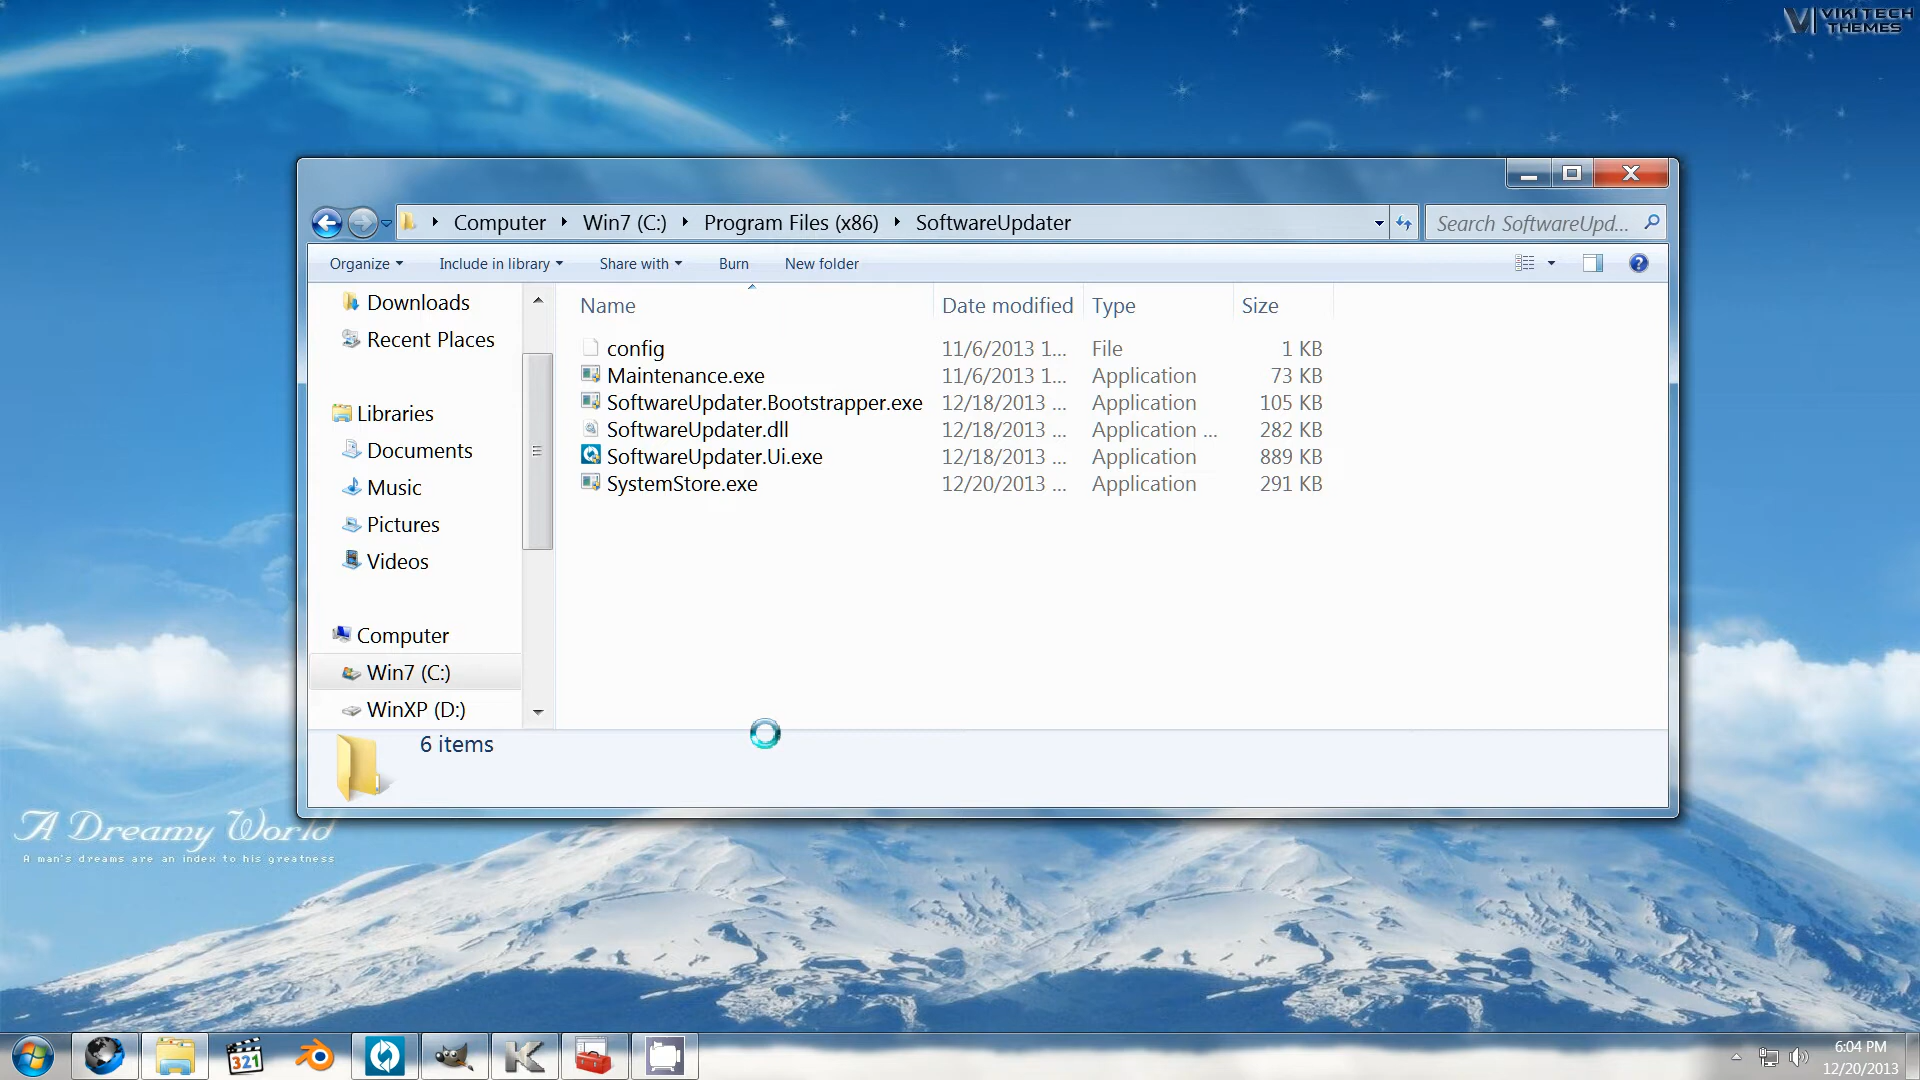 VIKITECH
THEMES
Computer
Win7 (C:)
Program Files (x86)
SoftwareUpdater
Search SoftwareUpd...
Organize
Include in library
Share with
Burn
New folder
Downloads
Recent Places
Libraries
Documents
Music
Pictures
Videos
Computer
Win7 (C:)
WinXP (D:)
Name Date modified Type Size
config 11/6/2013 1... File 1 KB
Maintenance.exe 11/6/2013 1... Application 73 KB
SoftwareUpdater.Bootstrapper.exe 12/18/2013 ... Application 105 KB
SoftwareUpdater.dll 12/18/2013 ... Application ... 282 KB
SoftwareUpdater.Ui.exe 12/18/2013 ... Application 889 KB
SystemStore.exe 12/20/2013 ... Application 291 KB
6 items
A Dreamy World
A man's dreams are an index to his greatness
321
K
6:04 PM
12/20/2013